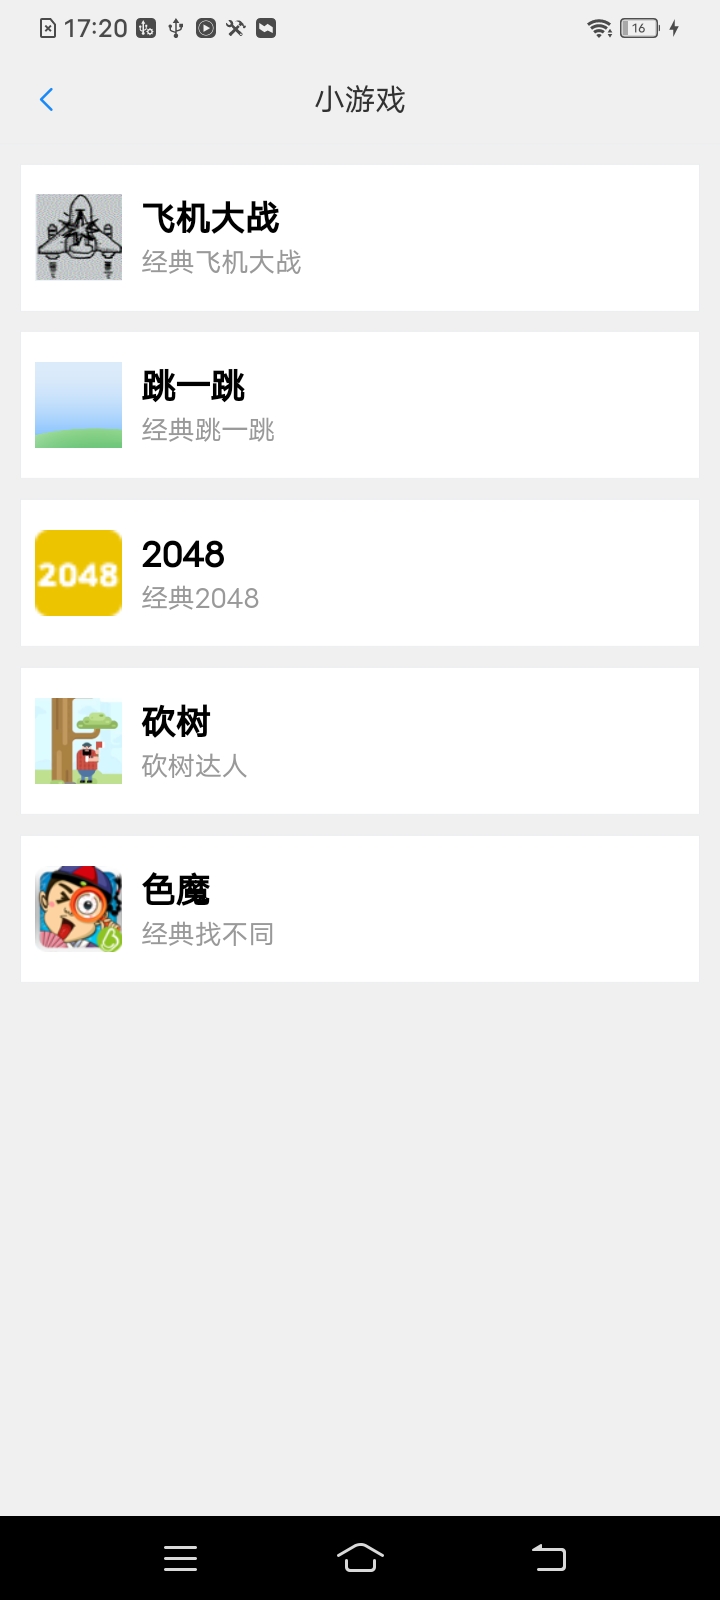 17:20
16
小游戏
飞机大战
经典飞机大战
跳一跳
经典跳一跳
2048
2048
经典2048
砍树
砍树达人
色魔
经典找不同